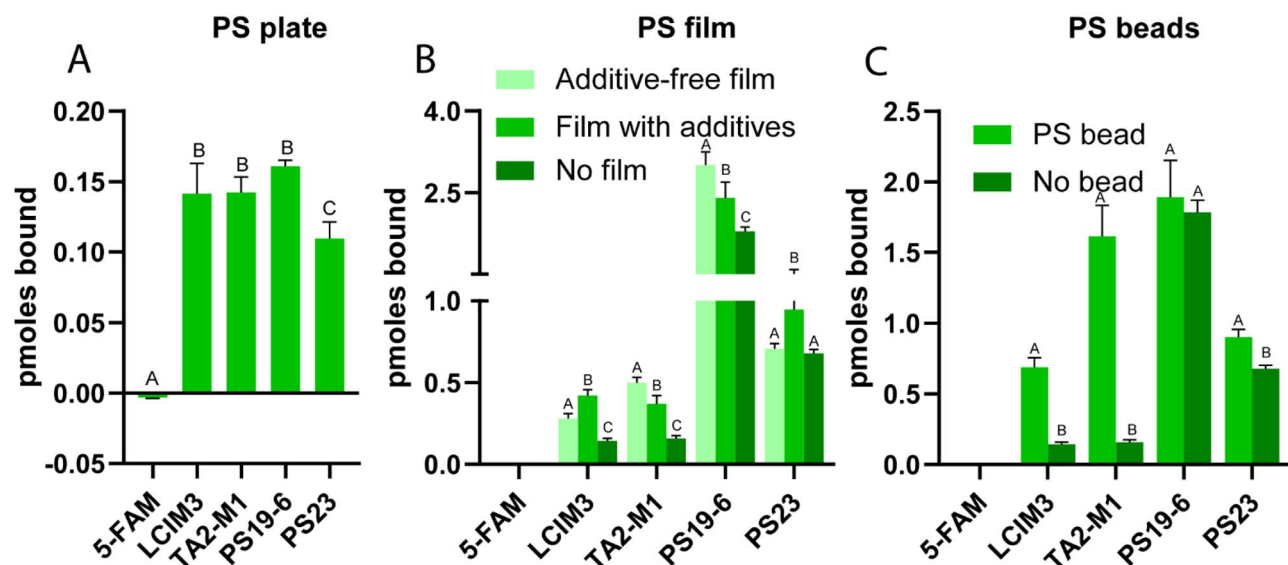 PS plate
A
pmoles bound
0.20
0.15
0.10
0.05
0.00
-0.05
A
B
B
B
C
5-FAM
LCIM3
TA2-M1
PS19-6
PS23
PS film
B
Additive-free film
Film with additives
No film
pmoles bound
4.0
2.5
1.0
0.5
0.0
A
B
C
A
B
C
A
B
C
A
B
A
5-FAM
LCIM3
TA2-M1
PS19-6
PS23
PS beads
C
PS bead
No bead
pmoles bound
2.5
2.0
1.5
1.0
0.5
0.0
A
B
A
B
A
A
A
B
5-FAM
LCIM3
TA2-M1
PS19-6
PS23